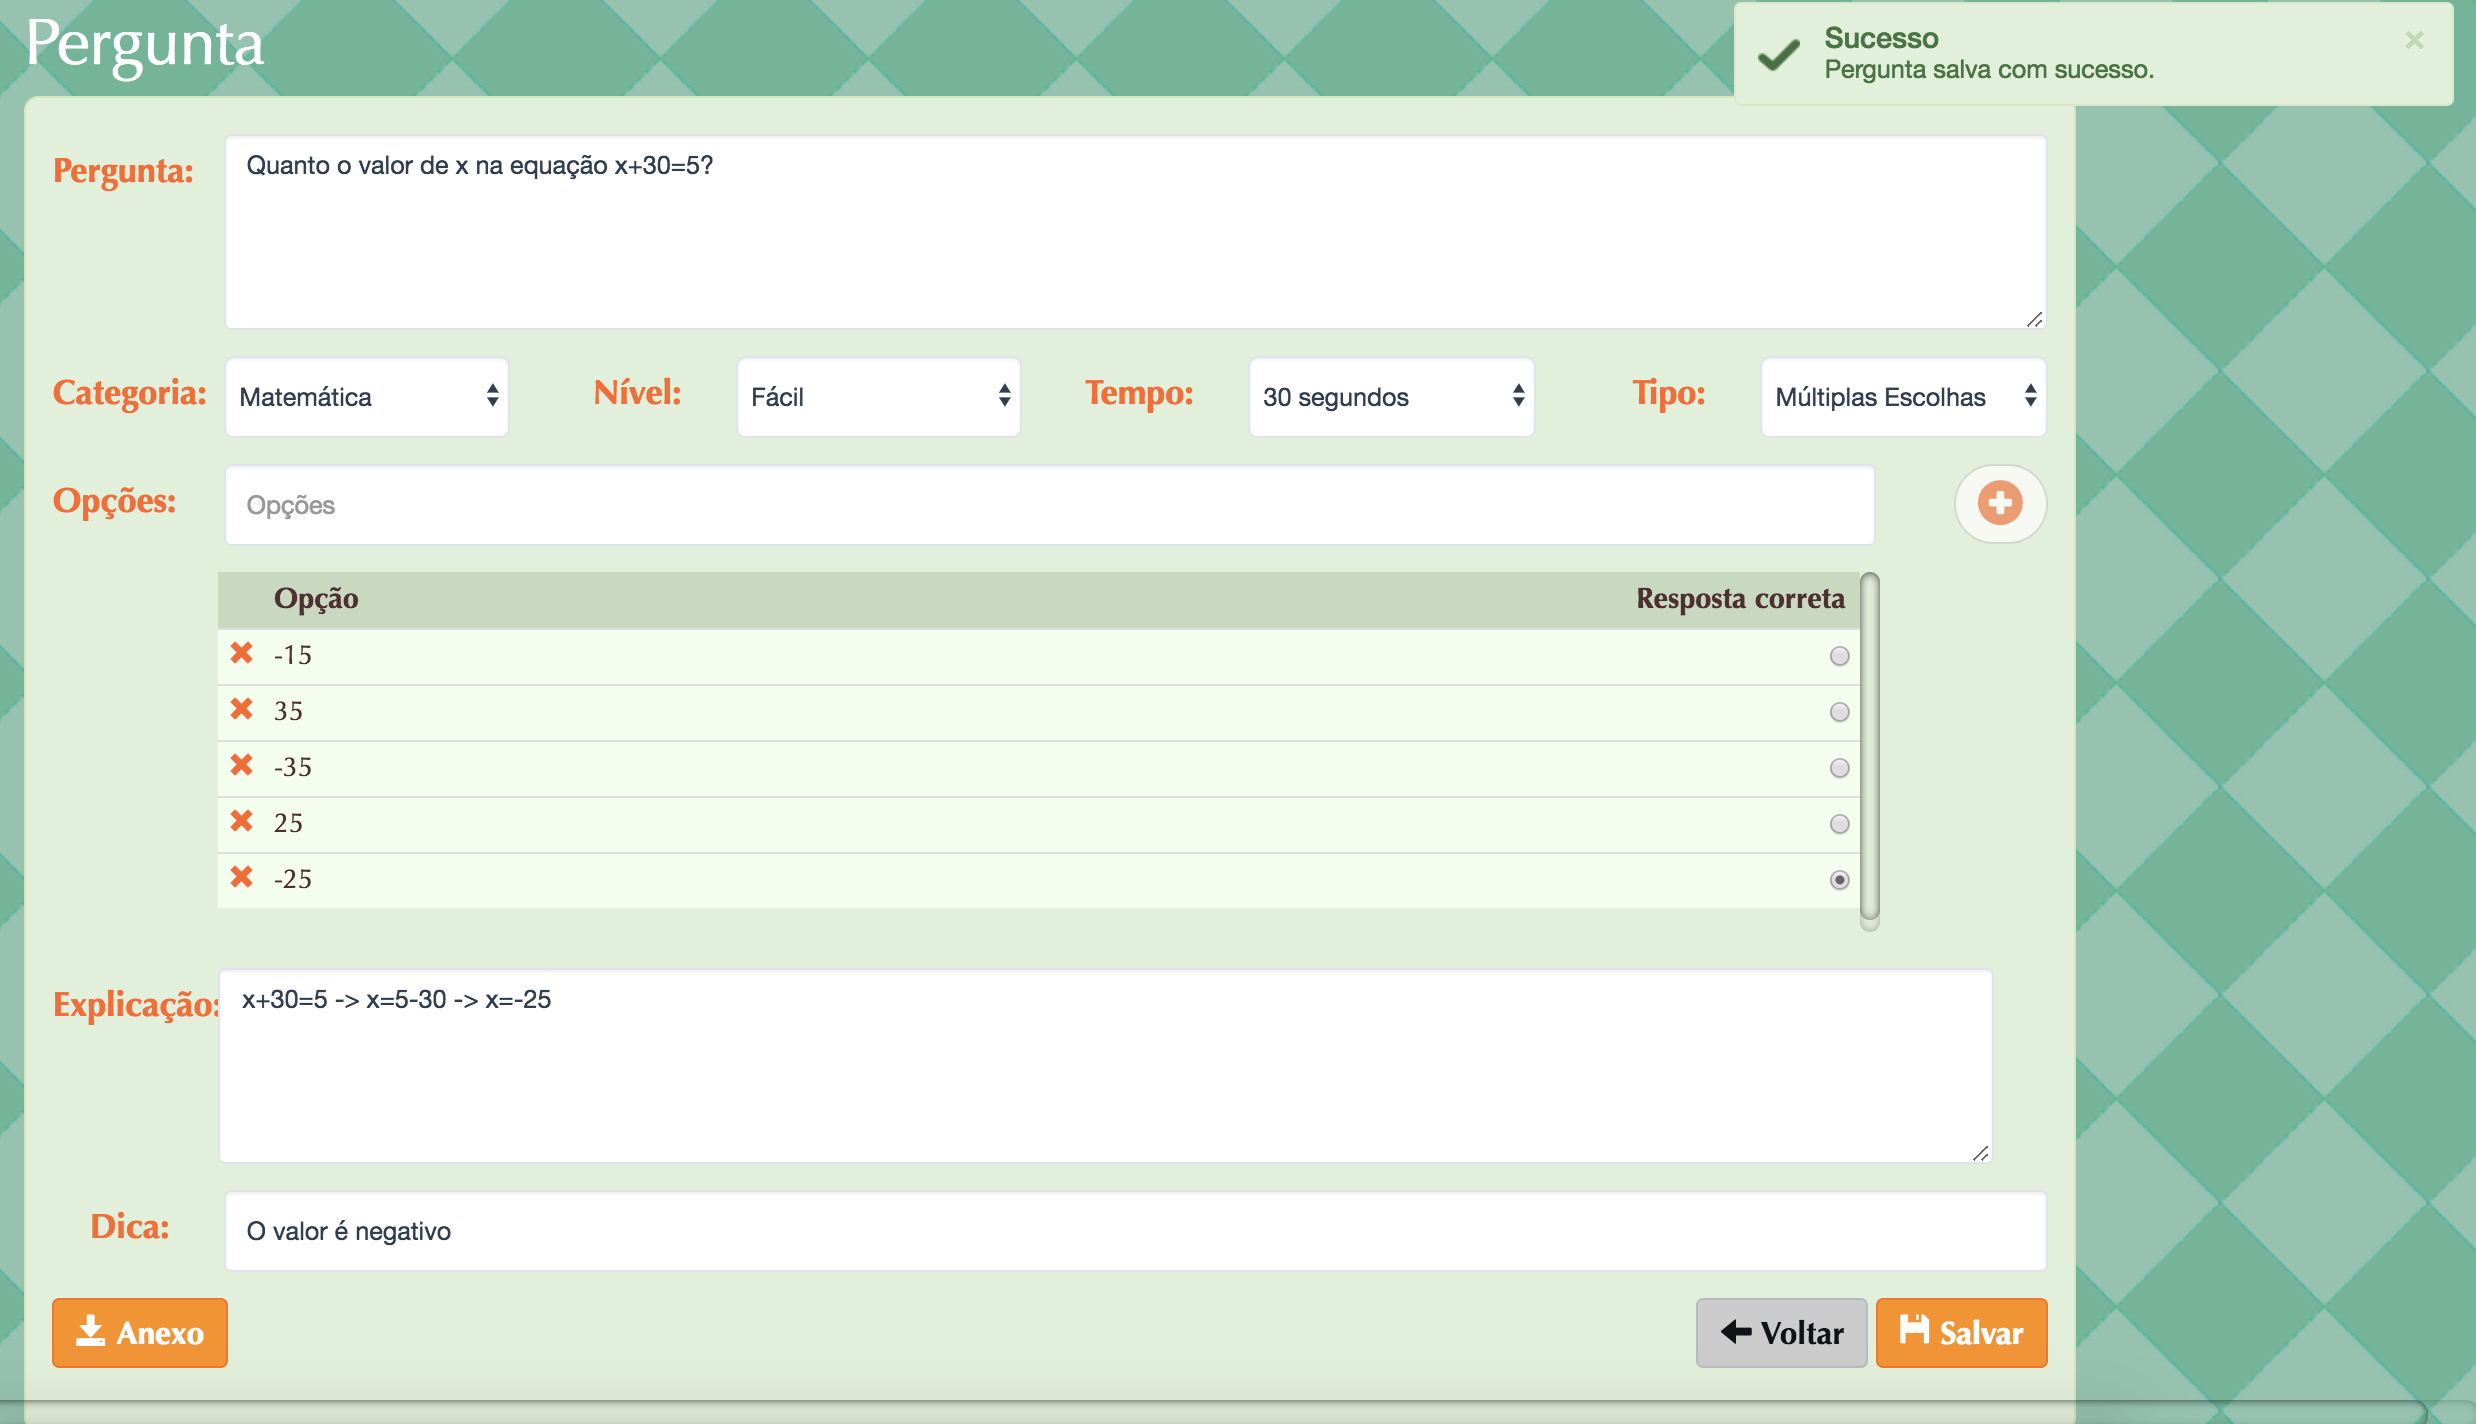 Pergunta
Sucesso
Pergunta salva com sucesso.
Pergunta:
Quanto o valor de x na equação x+30=5?
Categoria: Matemática Nível: Fácil Tempo: 30 segundos Tipo: Múltiplas Escolhas
Opções: Opções
Opção Resposta correta
-15
35
-35
25
-25
Explicação: x+30=5 -> x=5-30 -> x=-25
Dica: O valor é negativo
Anexo Voltar Salvar